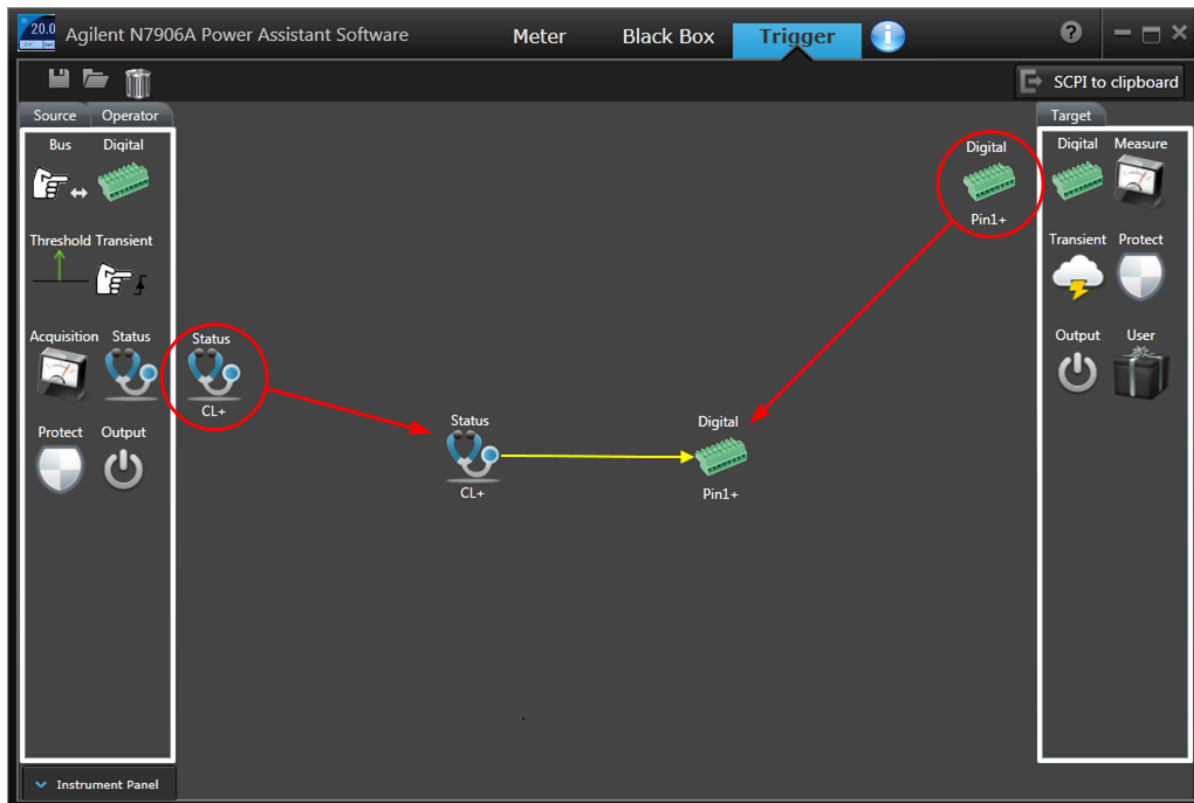 20.0
Agilent N7906A Power Assistant Software
Meter
Black Box
Trigger
i
?
SCPI to clipboard
Source
Operator
Target
Bus
Digital
Threshold
Transient
Acquisition
Status
Protect
Output
Status
CL+
Status
CL+
Digital
Pin1+
Digital
Pin1+
Digital
Measure
Transient
Protect
Output
User
Instrument Panel